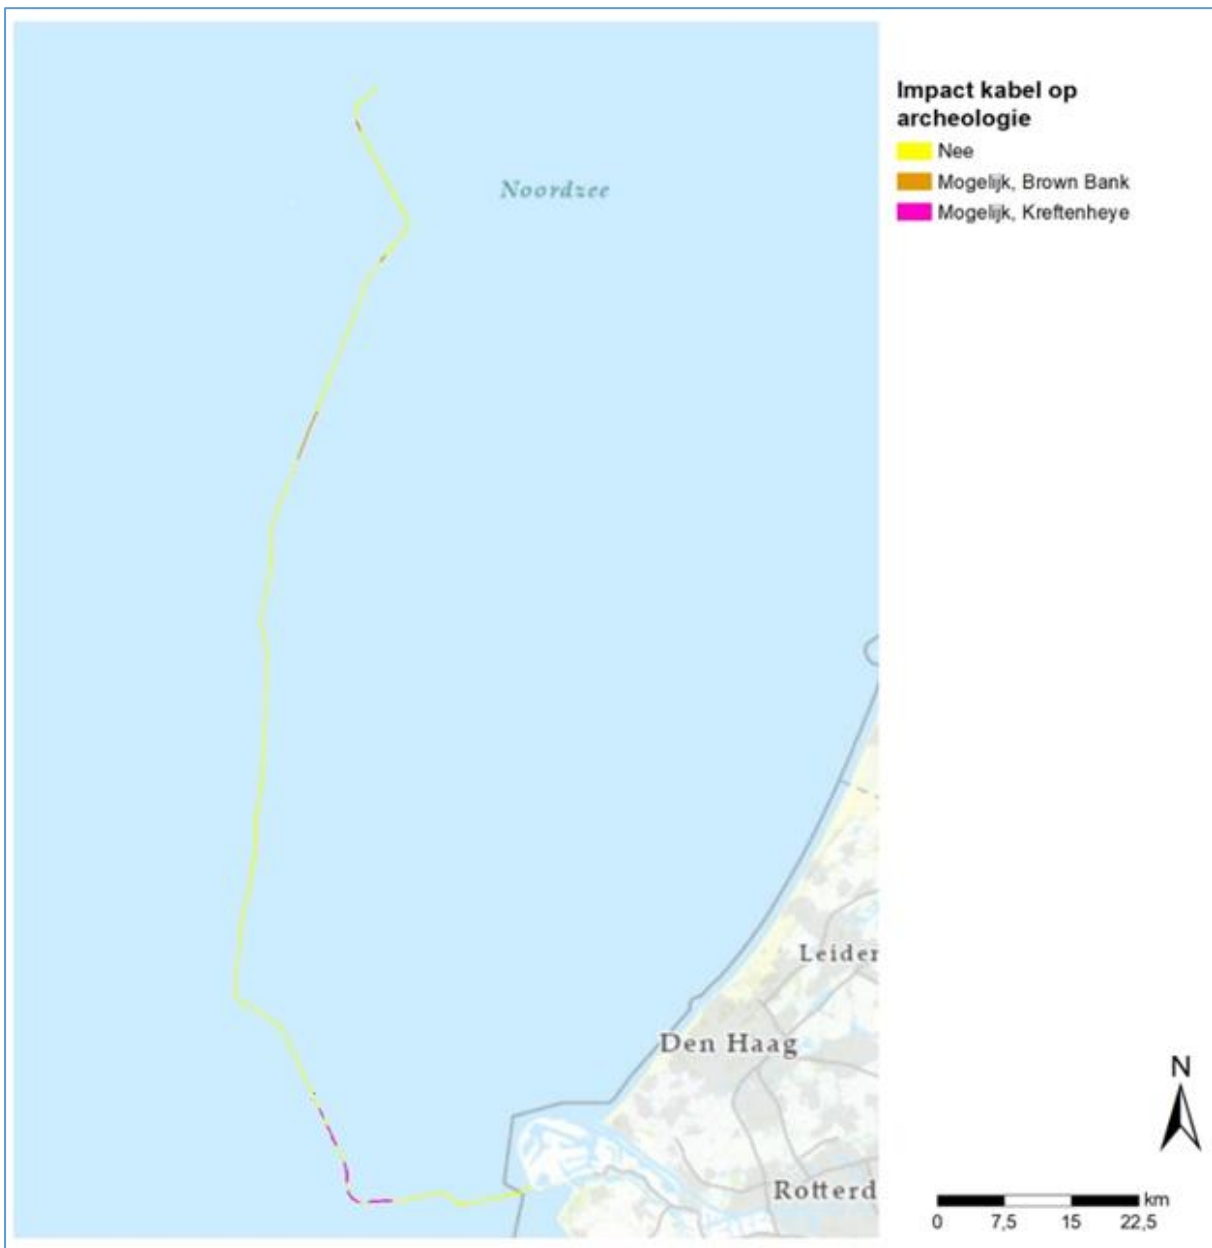 Impact kabel op
archeologie
Nee
Mogelijk, Brown Bank
Mogelijk, Kreftenheye
Noordzee
Leiden
Den Haag
Rotterd
N
km
0 7,5 15 22,5